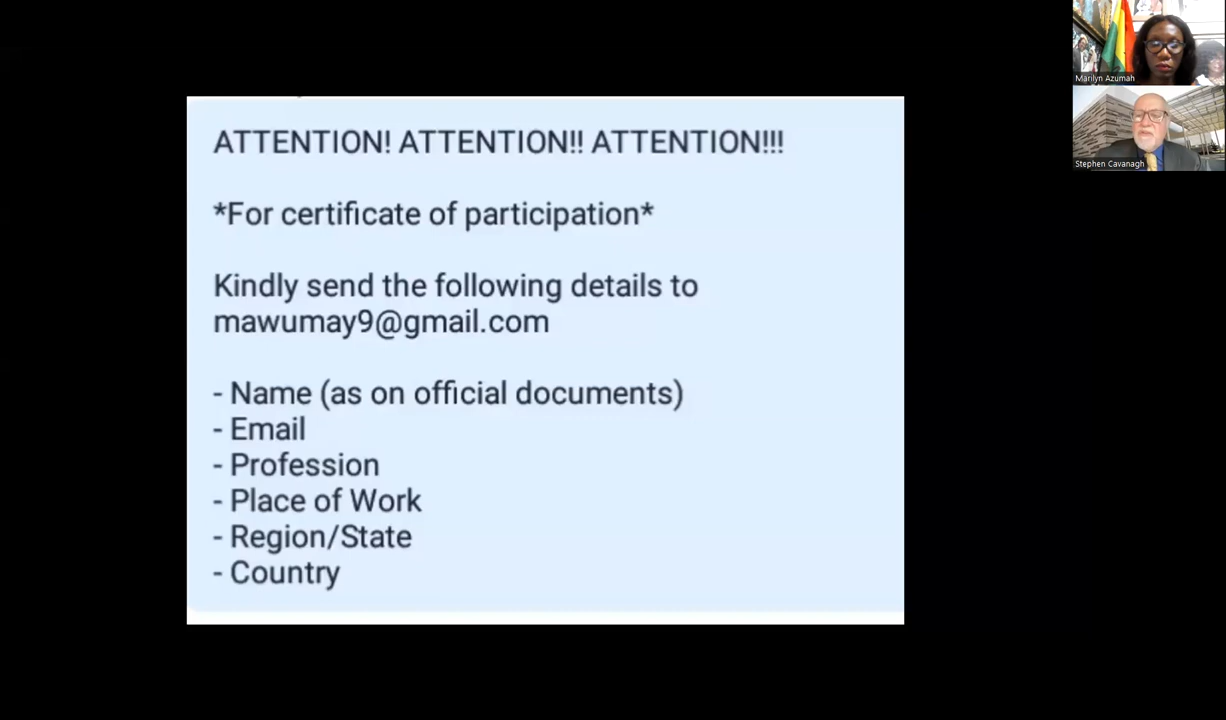 ATTENTION! ATTENTION!! ATTENTION!!!
*For certificate of participation*
Kindly send the following details to
mawumay9@gmail.com
- Name (as on official documents)
- Email
- Profession
- Place of Work
- Region/State
- Country
Marilyn Azumah
Stephen Cavanagh